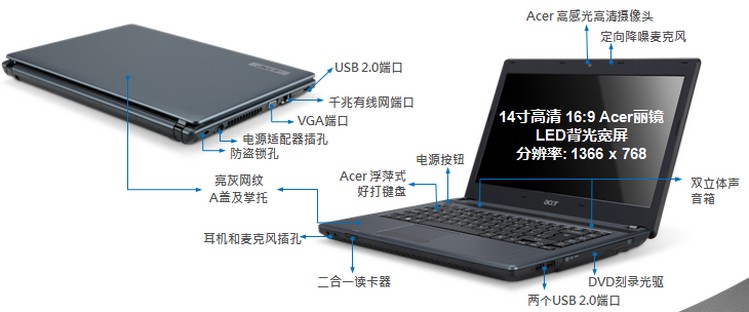 Acer 高感光高清摄像头
定向降噪麦克风
USB 2.0端口
千兆有线网端口
VGA端口
电源适配器插孔
防盗锁孔
14寸高清 16:9 Acer丽镜
LED背光宽屏
分辨率: 1366 x 768
电源按钮
Acer 浮萍式
好打键盘
亮灰网纹
A盖及掌托
双立体声
音箱
acer
耳机和麦克风插孔
二合一读卡器
DVD刻录光驱
两个USB 2.0端口